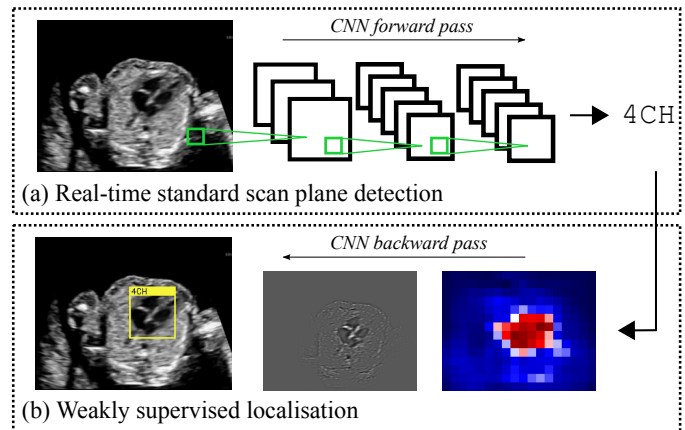 CNN forward pass
4CH
(a) Real-time standard scan plane detection
CNN backward pass
4CH
(b) Weakly supervised localisation